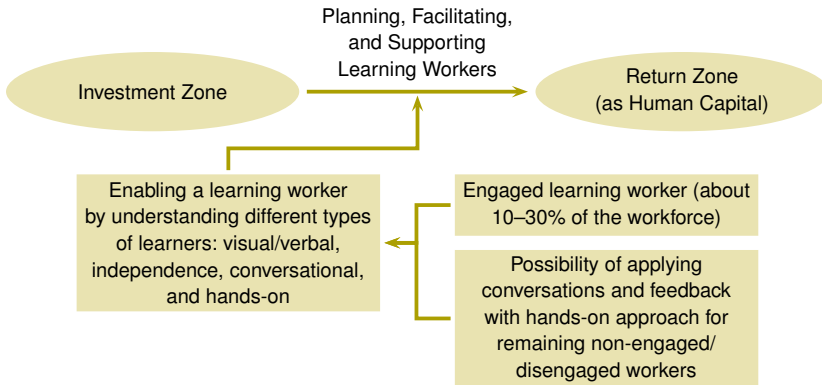 Planning, Facilitating,
and Supporting
Learning Workers
Investment Zone
Return Zone
(as Human Capital)
Enabling a learning worker
by understanding different types
of learners: visual/verbal,
independence, conversational,
and hands-on
Engaged learning worker (about
10–30% of the workforce)
Possibility of applying
conversations and feedback
with hands-on approach for
remaining non-engaged/
disengaged workers